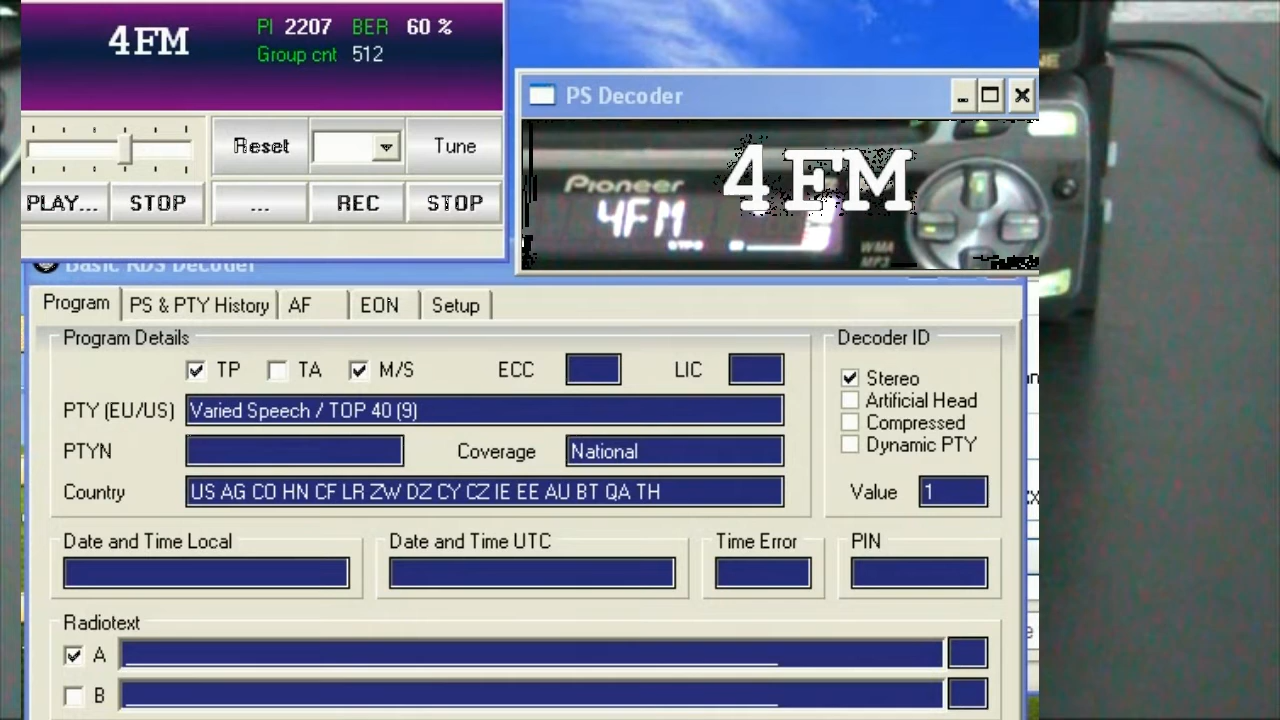 4FM
PI 2207 BER 60 %
Group cnt 512
Reset Tune
PLAY... STOP ... REC STOP
PS Decoder
Pioneer
4FM
4FM
WMA
MP3
Basic RDS Decoder
Program PS & PTY History AF EON Setup
Program Details
TP TA M/S ECC LIC
PTY (EU/US) Varied Speech / TOP 40 (9)
PTYN Coverage National
Country US AG CO HN CF LR ZW DZ CY CZ IE EE AU BT QA TH
Decoder ID
Stereo
Artificial Head
Compressed
Dynamic PTY
Value 1
Date and Time Local Date and Time UTC Time Error PIN
Radiotext
A
B